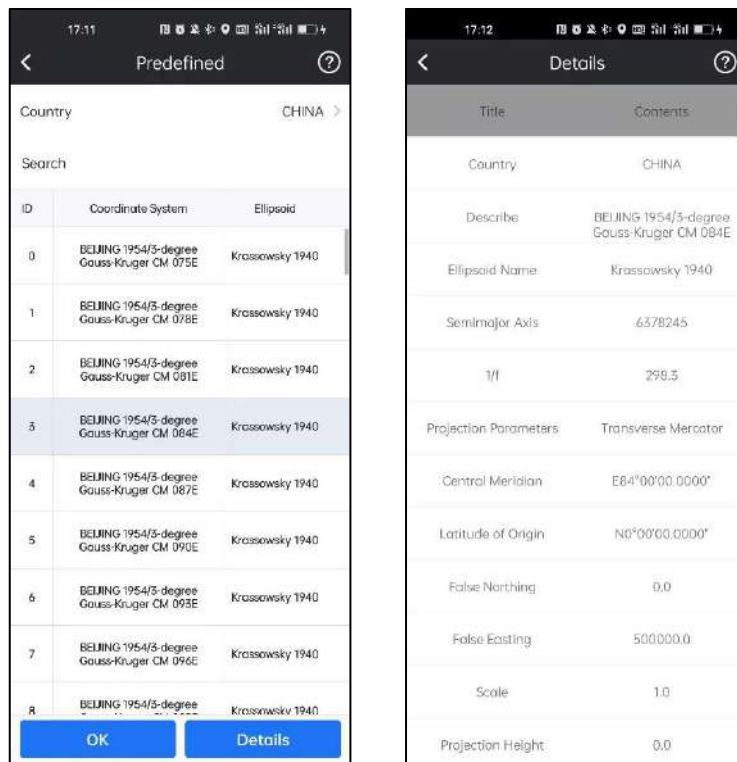 17:11
Predefined
Country CHINA
Search
ID Coordinate System Ellipsoid
0 BEIJING 1954/3-degree Gauss-Kruger CM 075E Krassowsky 1940
1 BEIJING 1954/3-degree Gauss-Kruger CM 078E Krassowsky 1940
2 BEIJING 1954/3-degree Gauss-Kruger CM 081E Krassowsky 1940
3 BEIJING 1954/3-degree Gauss-Kruger CM 084E Krassowsky 1940
4 BEIJING 1954/3-degree Gauss-Kruger CM 087E Krassowsky 1940
5 BEIJING 1954/3-degree Gauss-Kruger CM 090E Krassowsky 1940
6 BEIJING 1954/3-degree Gauss-Kruger CM 093E Krassowsky 1940
7 BEIJING 1954/3-degree Gauss-Kruger CM 096E Krassowsky 1940
8 BEIJING 1954/3-degree Krassowsky 1940
OK Details
17:12
Details
Title Contents
Country CHINA
Describe BEIJING 1954/3-degree Gauss-Kruger CM 084E
Ellipsoid Name Krassowsky 1940
Semimajor Axis 6378245
1/f 298.3
Projection Parameters Transverse Mercator
Central Meridian E84°00'00.0000"
Latitude of Origin N0°00'00.0000"
False Northing 0.0
False Easting 500000.0
Scale 1.0
Projection Height 0.0